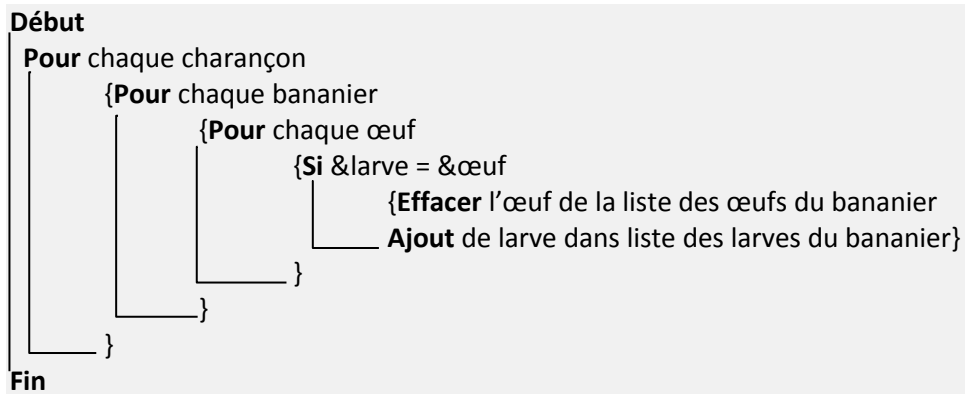 Début
Pour chaque charançon
{Pour chaque bananier
{Pour chaque œuf
{Si &larve = &œuf
{Effacer l’œuf de la liste des œufs du bananier
Ajout de larve dans liste des larves du bananier}
}
}
}
Fin